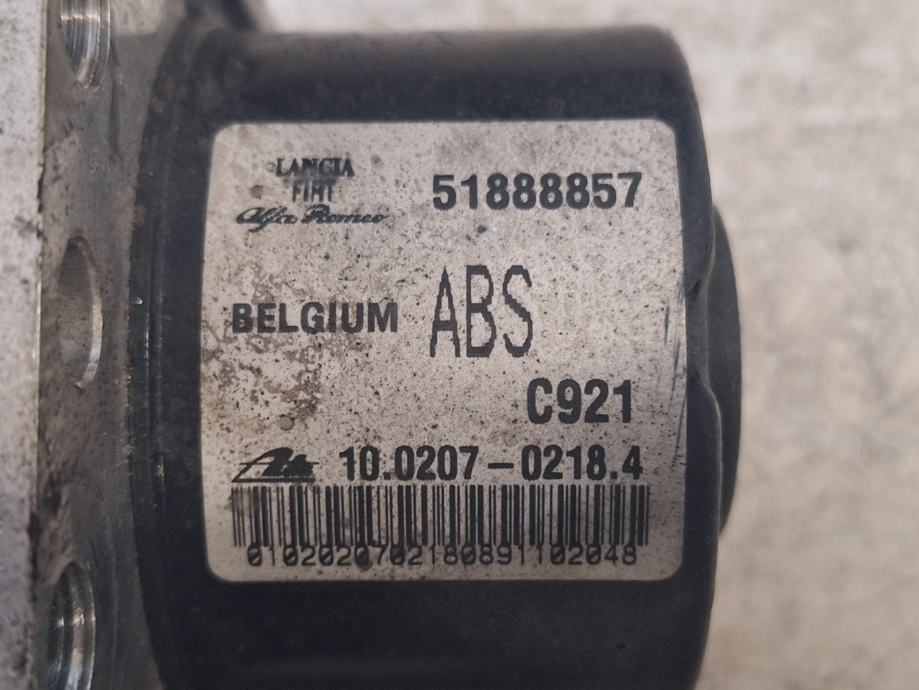 LANCIA
FIAT
Alfa Romeo
51888857
BELGIUM ABS
C921
Ate 10.0207-0218.4
0102020702180891102048